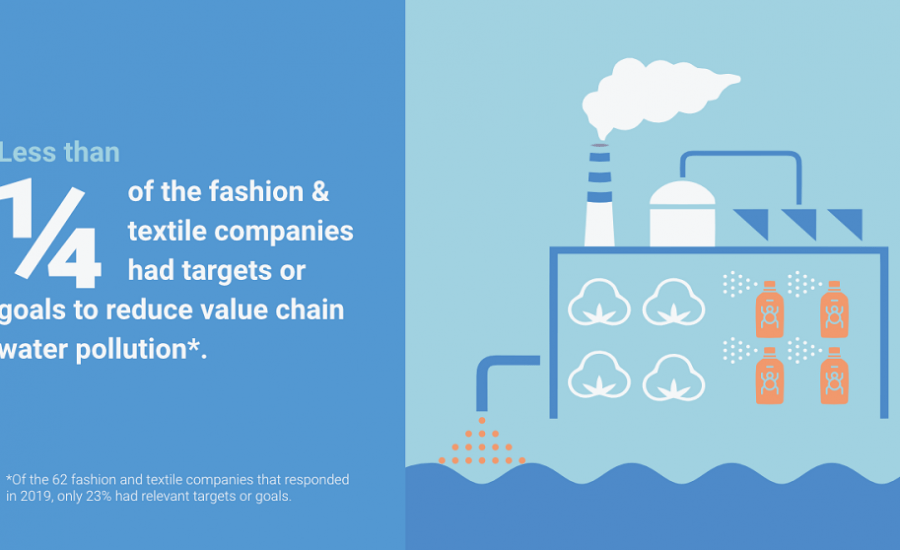 Less than
1/4 of the fashion &
textile companies
had targets or
goals to reduce value chain
water pollution*.
*Of the 62 fashion and textile companies that responded
in 2019, only 23% had relevant targets or goals.